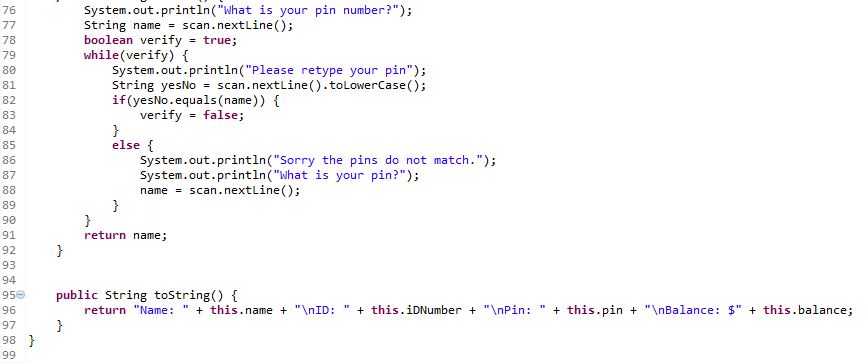 76 System.out.println("What is your pin number?");
77 String name = scan.nextLine();
78 boolean verify = true;
79 while(verify) {
80 System.out.println("Please retype your pin");
81 String yesNo = scan.nextLine().toLowerCase();
82 if(yesNo.equals(name)) {
83 verify = false;
84 }
85 else {
86 System.out.println("Sorry the pins do not match.");
87 System.out.println("What is your pin?");
88 name = scan.nextLine();
89 }
90 }
91 return name;
92 }
93
94
95 public String toString() {
96 return "Name: " + this.name + "\nID: " + this.iDNumber + "\nPin: " + this.pin + "\nBalance: $" + this.balance;
97 }
98 }
99